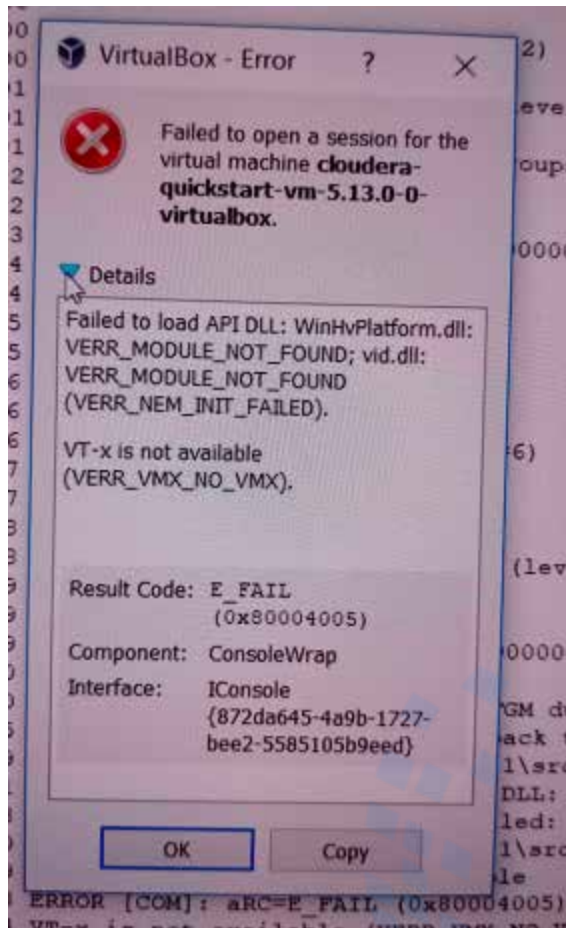 VirtualBox - Error ? ×
Failed to open a session for the
virtual machine cloudera-
quickstart-vm-5.13.0-0-
virtualbox.
Details
Failed to load API DLL: WinHvPlatform.dll:
VERR_MODULE_NOT_FOUND; vid.dll:
VERR_MODULE_NOT_FOUND
(VERR_NEM_INIT_FAILED).
VT-x is not available
(VERR_VMX_NO_VMX).
Result Code: E_FAIL
(0x80004005)
Component: ConsoleWrap
Interface: IConsole
{872da645-4a9b-1727-
bee2-5585105b9eed}
OK Copy
ERROR [COM]: aRC=E_FAIL (0x80004005)